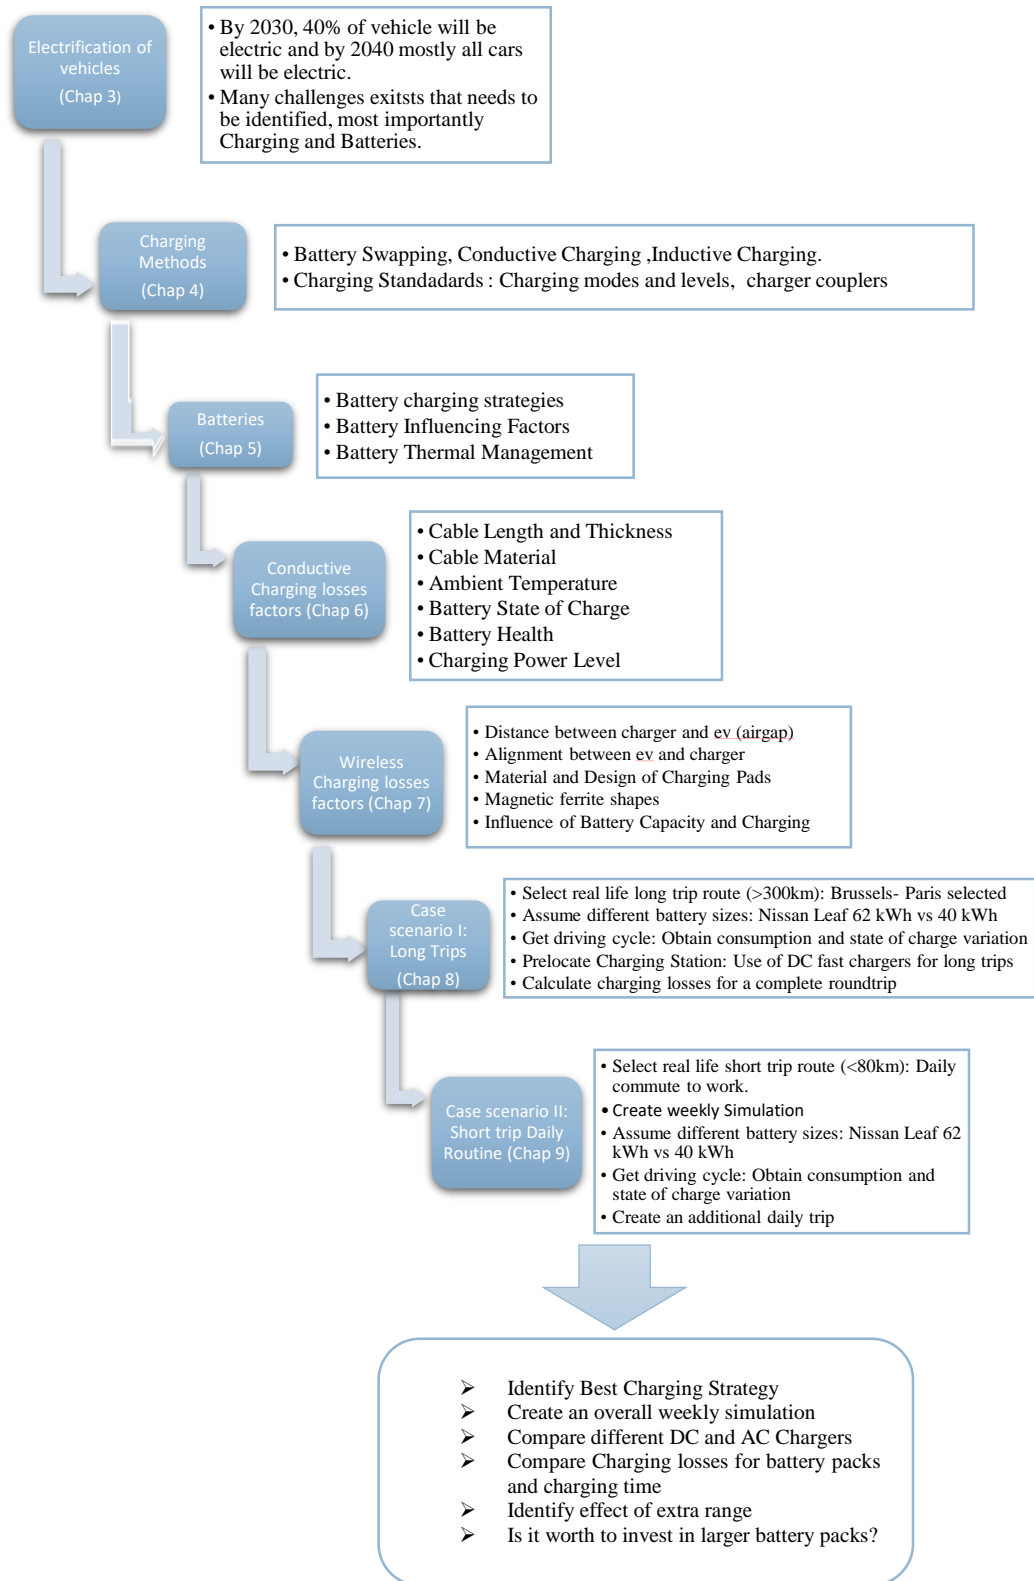 Electrification of
vehicles
(Chap 3)
• By 2030, 40% of vehicle will be
electric and by 2040 mostly all cars
will be electric.
• Many challenges exitsts that needs to
be identified, most importantly
Charging and Batteries.
Charging
Methods
(Chap 4)
• Battery Swapping, Conductive Charging ,Inductive Charging.
• Charging Standadards : Charging modes and levels, charger couplers
Batteries
(Chap 5)
• Battery charging strategies
• Battery Influencing Factors
• Battery Thermal Management
Conductive
Charging losses
factors (Chap 6)
• Cable Length and Thickness
• Cable Material
• Ambient Temperature
• Battery State of Charge
• Battery Health
• Charging Power Level
Wireless
Charging losses
factors (Chap 7)
• Distance between charger and ev (airgap)
• Alignment between ev and charger
• Material and Design of Charging Pads
• Magnetic ferrite shapes
• Influence of Battery Capacity and Charging
Case
scenario I:
Long Trips
(Chap 8)
• Select real life long trip route (>300km): Brussels- Paris selected
• Assume different battery sizes: Nissan Leaf 62 kWh vs 40 kWh
• Get driving cycle: Obtain consumption and state of charge variation
• Prelocate Charging Station: Use of DC fast chargers for long trips
• Calculate charging losses for a complete roundtrip
Case scenario II:
Short trip Daily
Routine (Chap 9)
• Select real life short trip route (<80km): Daily
commute to work.
• Create weekly Simulation
• Assume different battery sizes: Nissan Leaf 62
kWh vs 40 kWh
• Get driving cycle: Obtain consumption and
state of charge variation
• Create an additional daily trip
➢ Identify Best Charging Strategy
➢ Create an overall weekly simulation
➢ Compare different DC and AC Chargers
➢ Compare Charging losses for battery packs
and charging time
➢ Identify effect of extra range
➢ Is it worth to invest in larger battery packs?